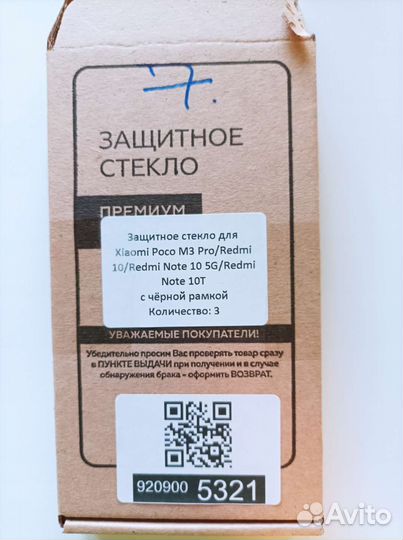 7.
ЗАЩИТНОЕ
СТЕКЛО
ПРЕМИУМ
Защитное стекло для
Xiaomi Poco M3 Pro/Redmi
10/Redmi Note 10 5G/Redmi
Note 10T
с чёрной рамкой
Количество: 3
УВАЖАЕМЫЕ ПОКУПАТЕЛИ!
Убедительно просим Вас проверять товар сразу
в ПУНКТЕ ВЫДАЧИ при получении и в случае
обнаружения брака - оформить ВОЗВРАТ.
920900 5321
Avito